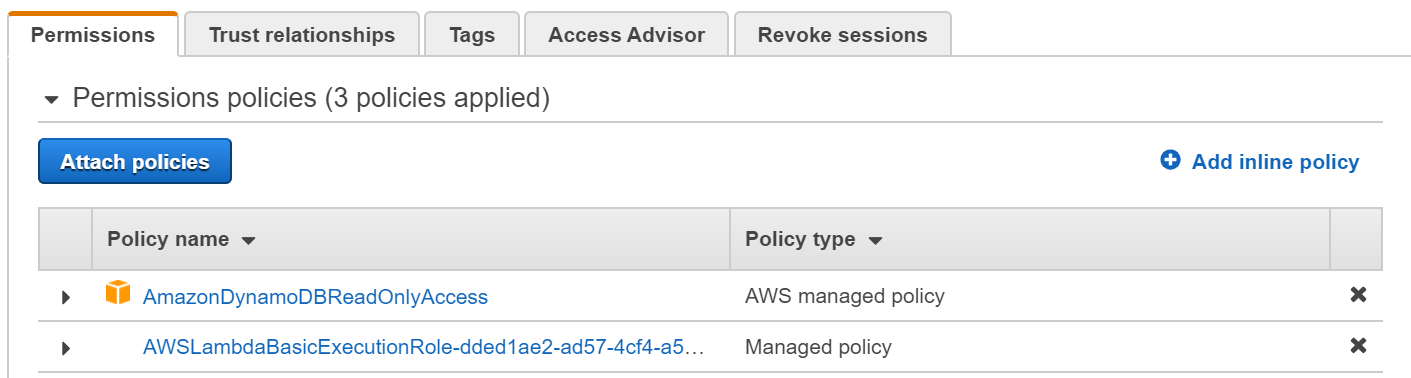 Permissions Trust relationships Tags Access Advisor Revoke sessions
Permissions policies (3 policies applied)
Attach policies Add inline policy
Policy name Policy type
AmazonDynamoDBReadOnlyAccess AWS managed policy
AWSLambdaBasicExecutionRole-dded1ae2-ad57-4cf4-a5… Managed policy